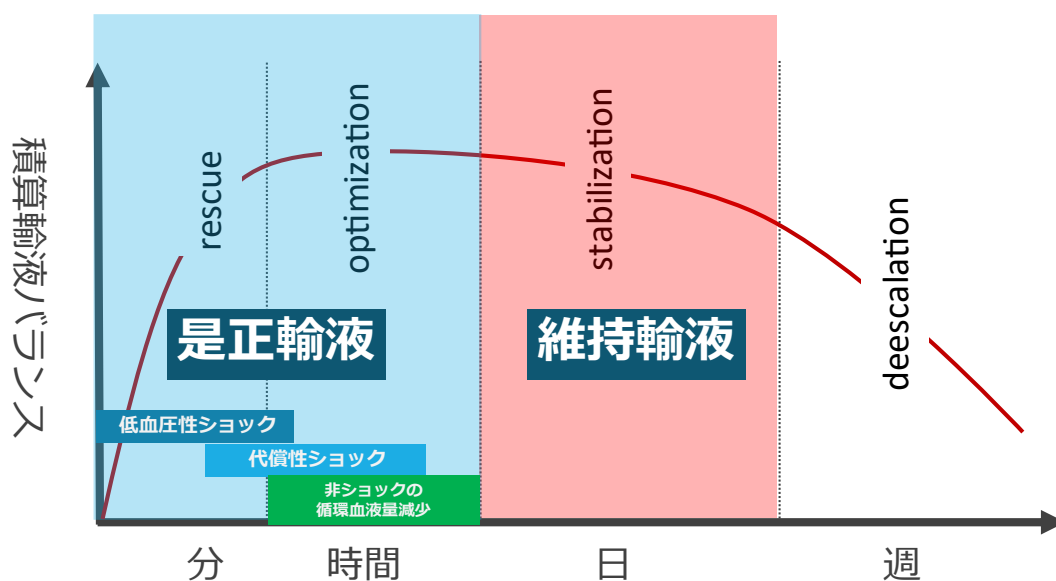 積算輸液バランス
rescue
optimization
stabilization
deescalation
是正輸液
維持輸液
低血圧性ショック
代償性ショック
非ショックの
循環血液量減少
分
時間
日
週